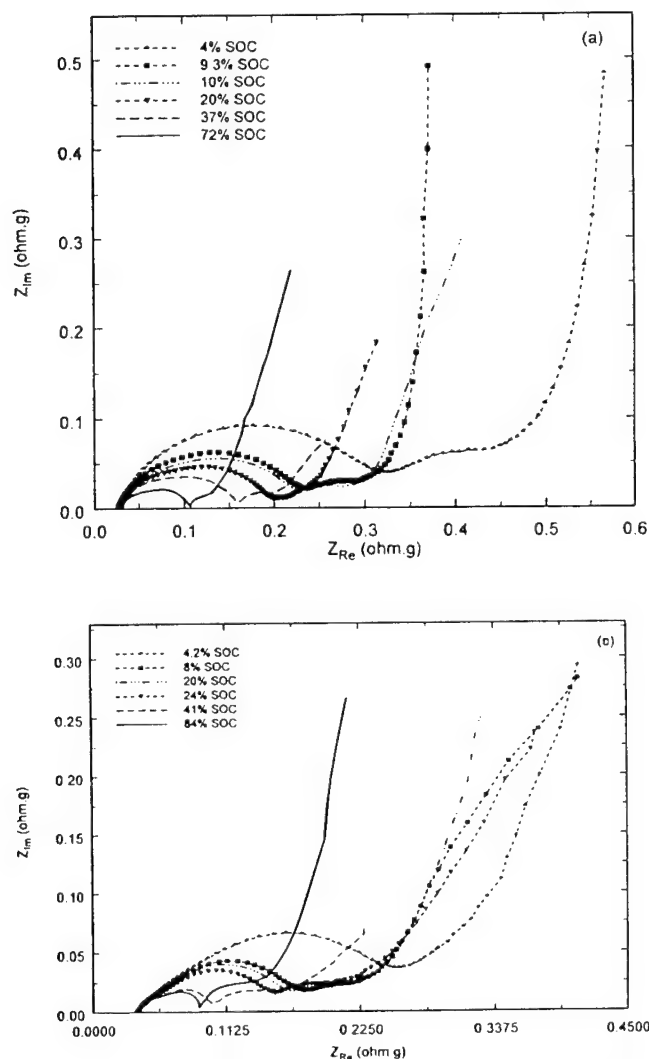 (a)
4% SOC
9.3% SOC
10% SOC
20% SOC
37% SOC
72% SOC
0.5
0.4
0.3
0.2
0.1
0.0
Z_Im (ohm.g)
0.0 0.1 0.2 0.3 0.4 0.5 0.6
Z_Re (ohm.g)
4.2% SOC
8% SOC
20% SOC
24% SOC
41% SOC
84% SOC
0.30
0.25
0.20
0.15
0.10
0.05
0.00
Z_Im (ohm.g)
0.0000 0.1125 0.2250 0.3375 0.4500
Z_Re (ohm.g)